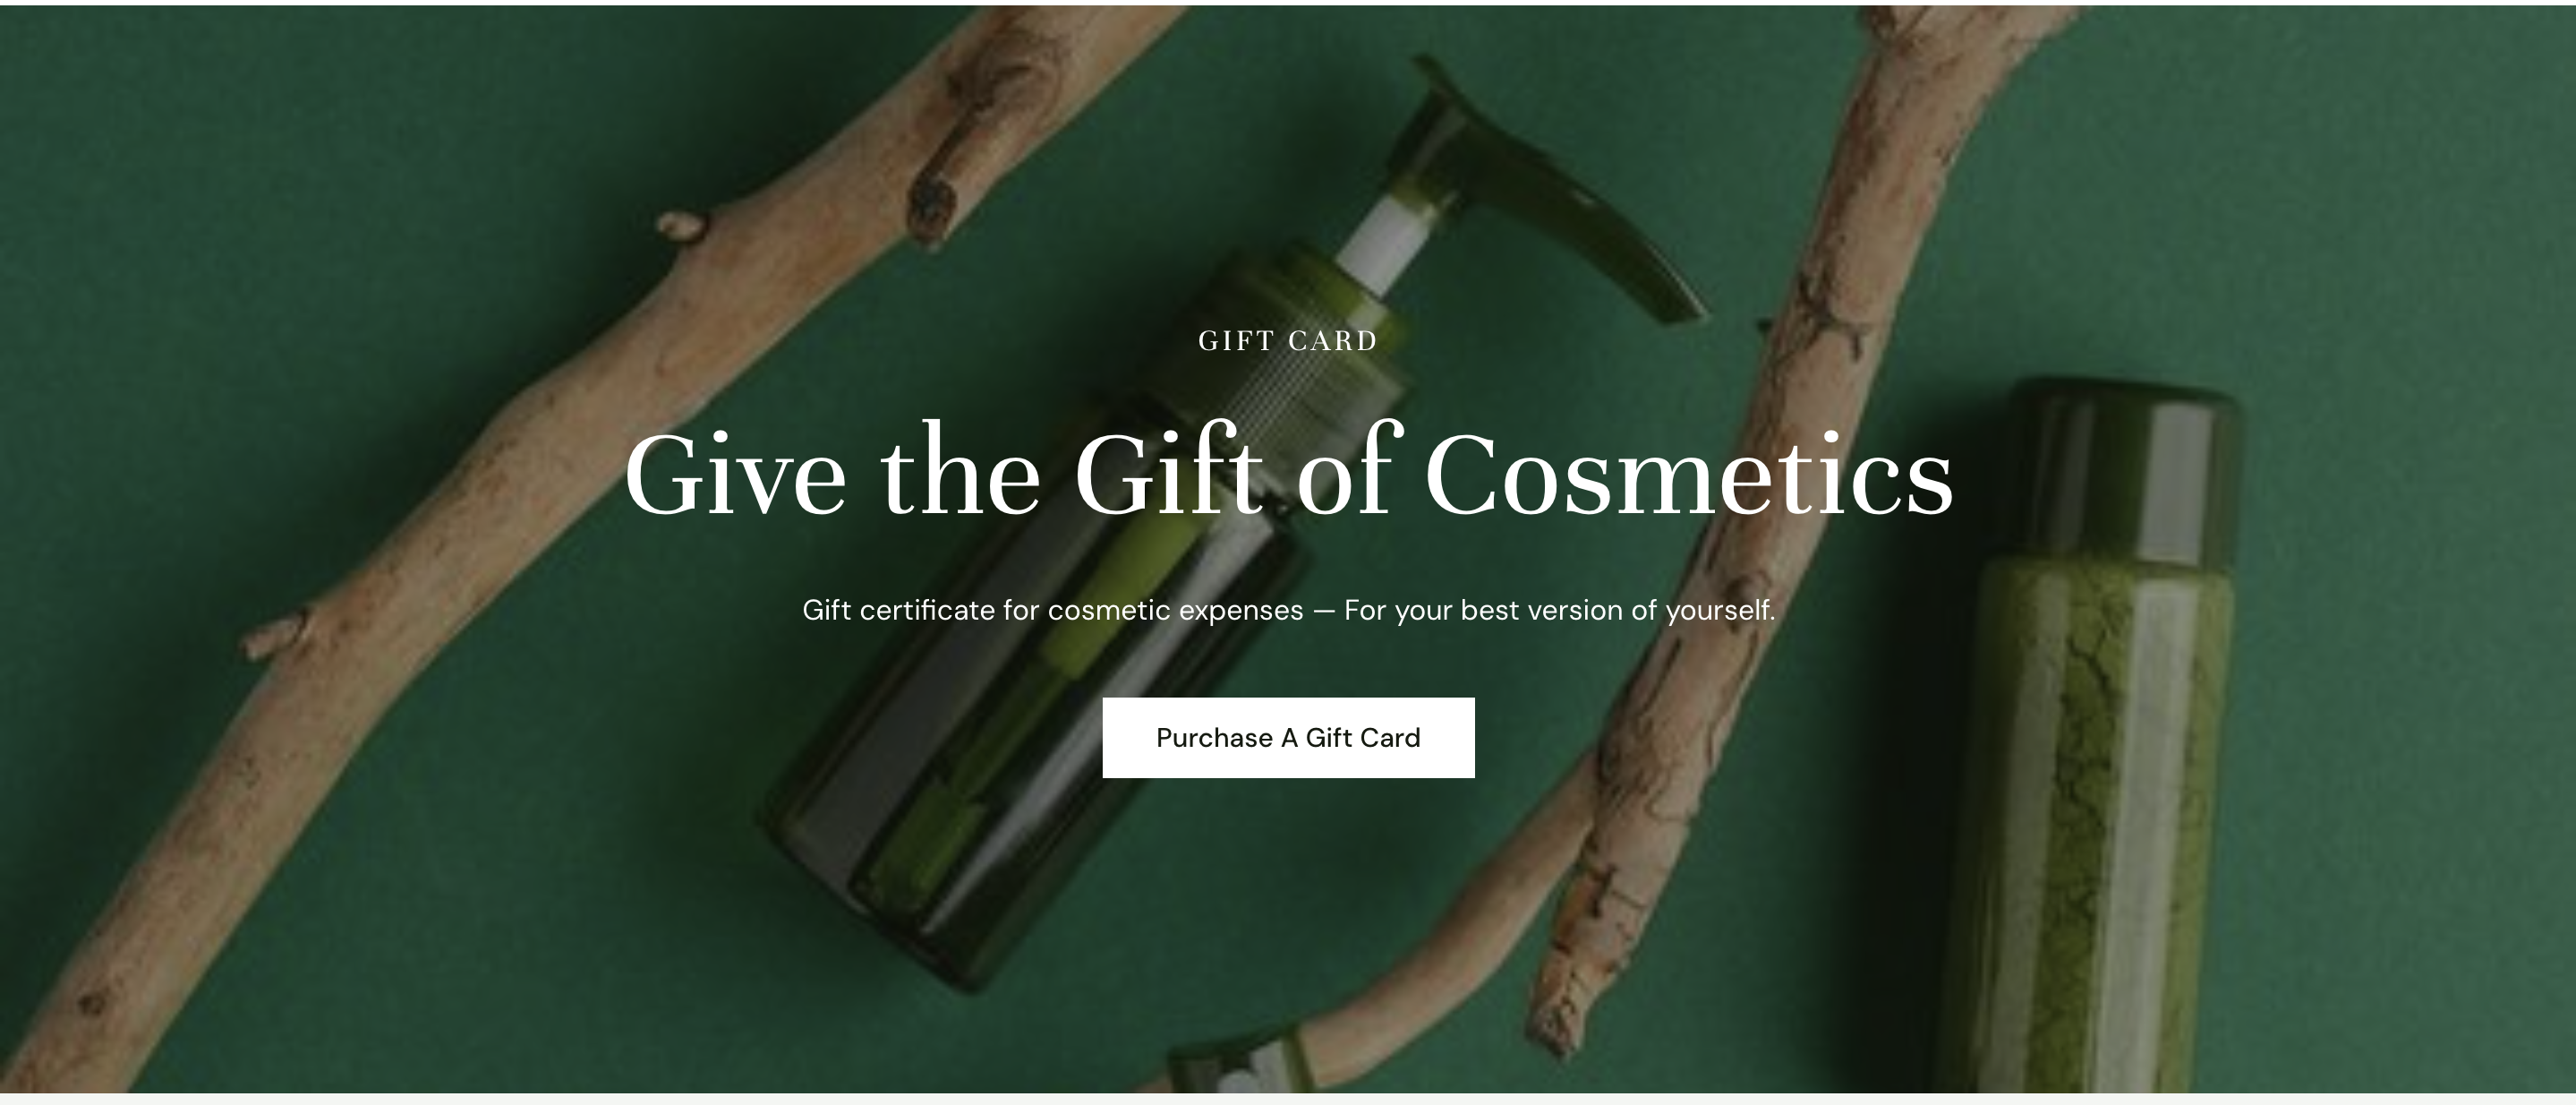 GIFT CARD
Give the Gift of Cosmetics
Gift certificate for cosmetic expenses — For your best version of yourself.
Purchase A Gift Card